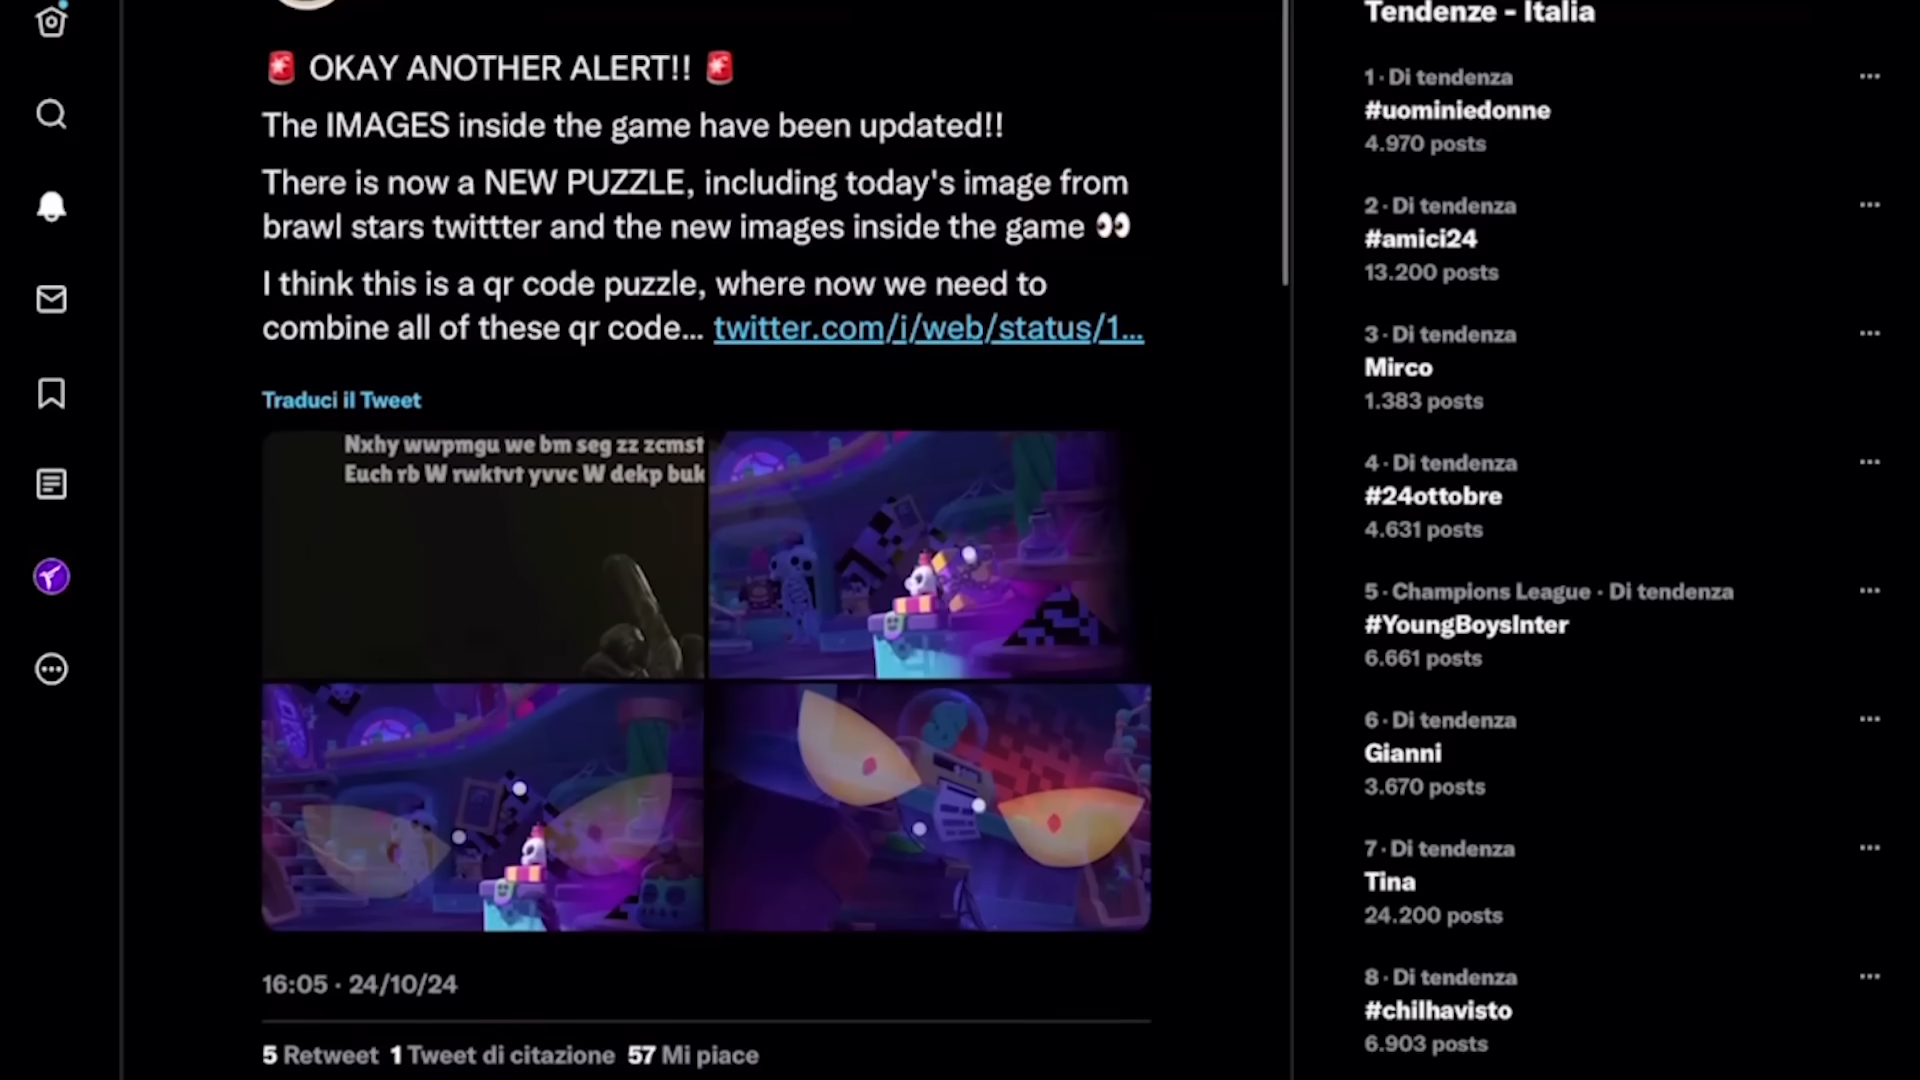 🚨 OKAY ANOTHER ALERT!! 🚨
The IMAGES inside the game have been updated!!
There is now a NEW PUZZLE, including today's image from
brawl stars twittter and the new images inside the game 👀
I think this is a qr code puzzle, where now we need to
combine all of these qr code... twitter.com/i/web/status/1...
Traduci il Tweet
Nxhy wwpmgu we bm seg zz zcmst
Euch rb W rwktvt yvvc W dekp buk
16:05 · 24/10/24
5 Retweet 1 Tweet di citazione 57 Mi piace
Tendenze - Italia
1 · Di tendenza
#uominiedonne
4.970 posts
2 · Di tendenza
#amici24
13.200 posts
3 · Di tendenza
Mirco
1.383 posts
4 · Di tendenza
#24ottobre
4.631 posts
5 · Champions League · Di tendenza
#YoungBoysInter
6.661 posts
6 · Di tendenza
Gianni
3.670 posts
7 · Di tendenza
Tina
24.200 posts
8 · Di tendenza
#chilhavisto
6.903 posts